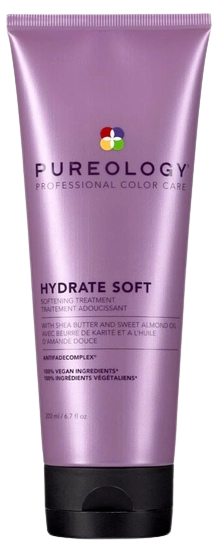 PUREOLOGY®
PROFESSIONAL COLOR CARE
HYDRATE SOFT
SOFTENING TREATMENT
TRAITEMENT ADOUCISSANT
WITH SHEA BUTTER AND SWEET ALMOND OIL
AVEC BEURRE DE KARITE ET A L'HUILE
D'AMANDE DOUCE
ANTIFADECOMPLEX®
100% VEGAN INGREDIENTS*
100% INGRÉDIENTS VÉGÉTALIENS*
200 ml / 6.7 fl oz